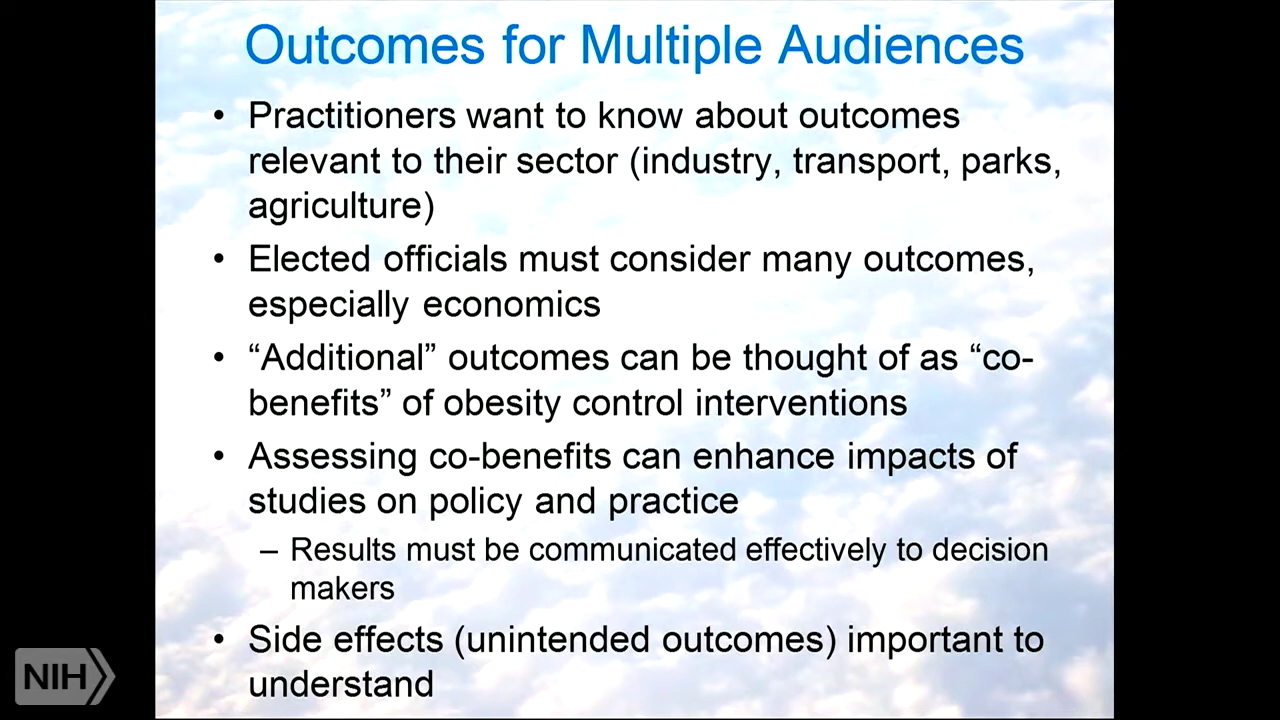 Outcomes for Multiple Audiences
• Practitioners want to know about outcomes
relevant to their sector (industry, transport, parks,
agriculture)
• Elected officials must consider many outcomes,
especially economics
• “Additional” outcomes can be thought of as “co-
benefits” of obesity control interventions
• Assessing co-benefits can enhance impacts of
studies on policy and practice
– Results must be communicated effectively to decision
makers
• Side effects (unintended outcomes) important to
understand
NIH